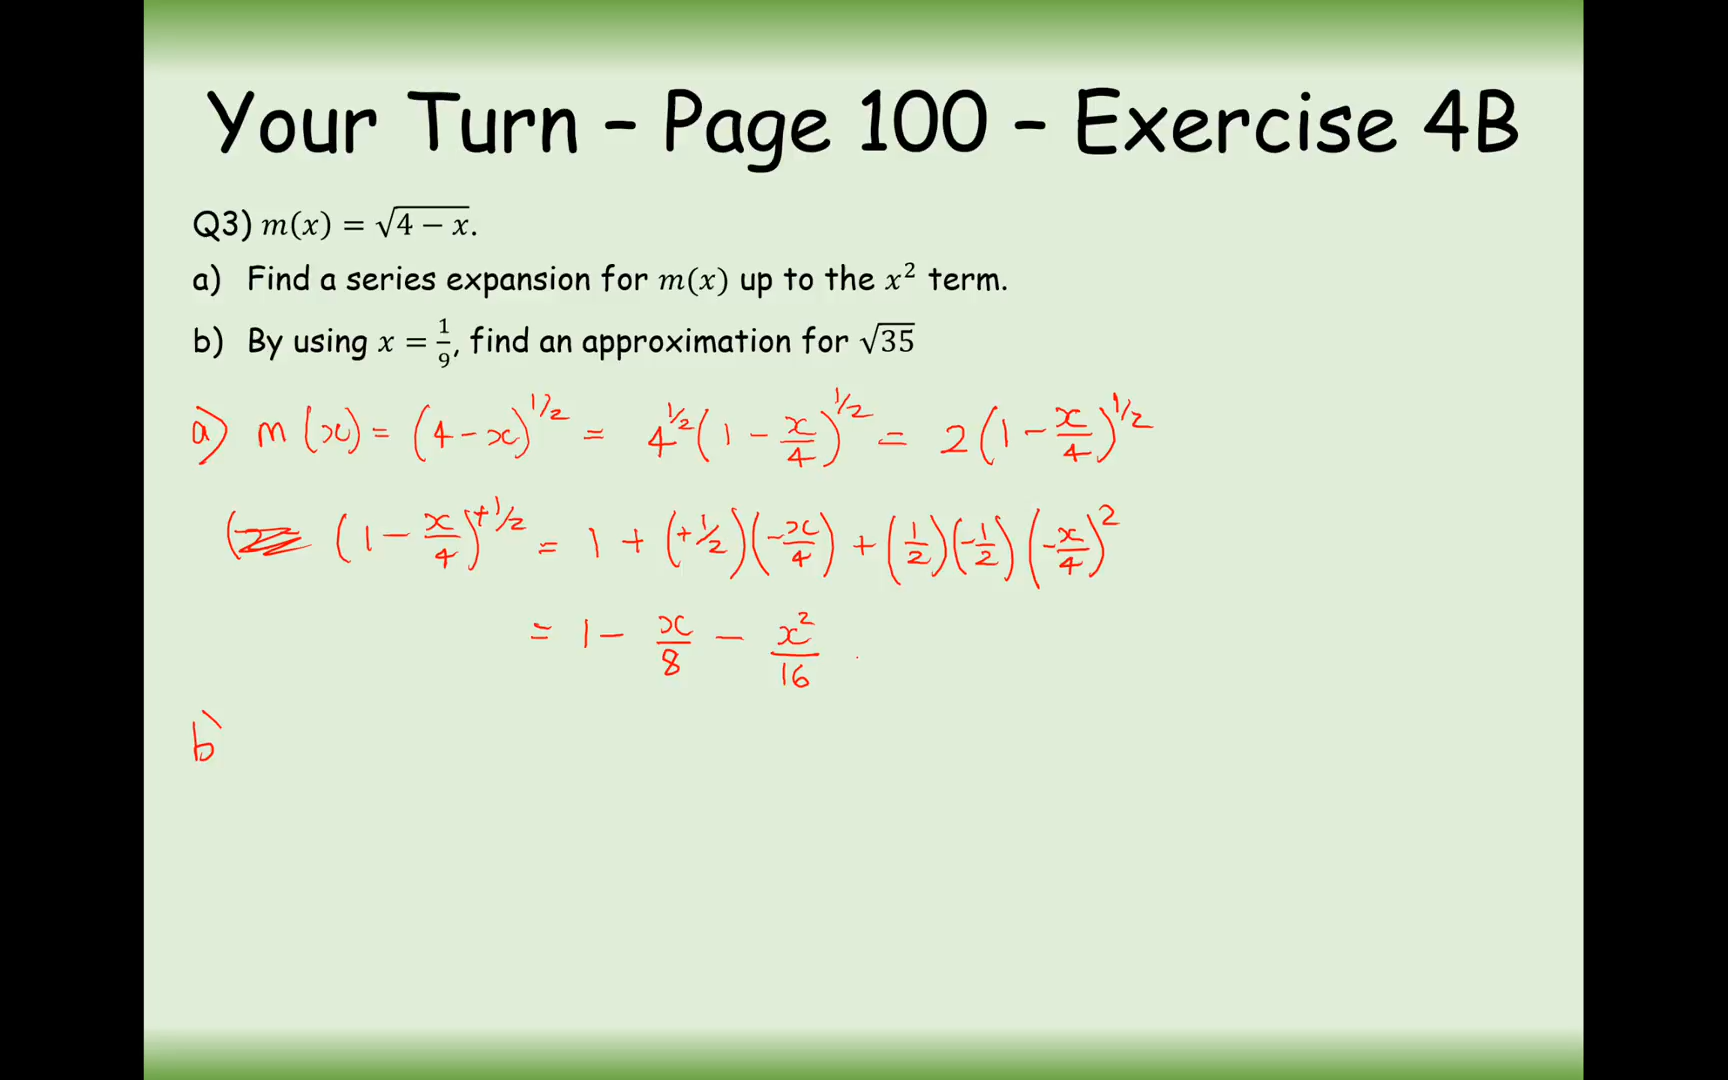 Your Turn – Page 100 – Exercise 4B
Q3) m(x) = √(4 − x).
a) Find a series expansion for m(x) up to the x² term.
b) By using x = 1/9, find an approximation for √35
a) m(x) = (4 - x)^1/2 = 4^1/2 (1 - x/4)^1/2 = 2(1 - x/4)^1/2
( (1 - x/4)^+1/2 = 1 + (+1/2)(-x/4) + (1/2)(-1/2)(-x/4)²
= 1 - x/8 - x²/16
b)